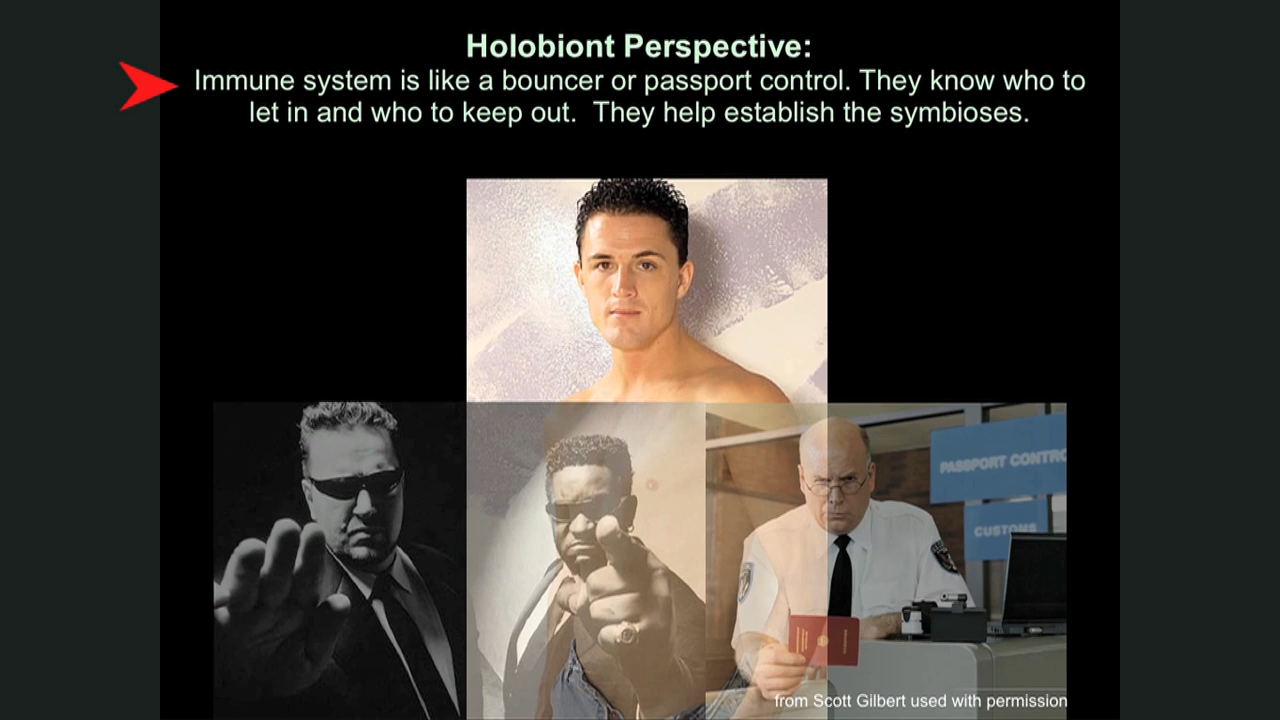 Holobiont Perspective:
Immune system is like a bouncer or passport control. They know who to
let in and who to keep out.  They help establish the symbioses.
PASSPORT CONTRO
CUSTOMS
from Scott Gilbert used with permission